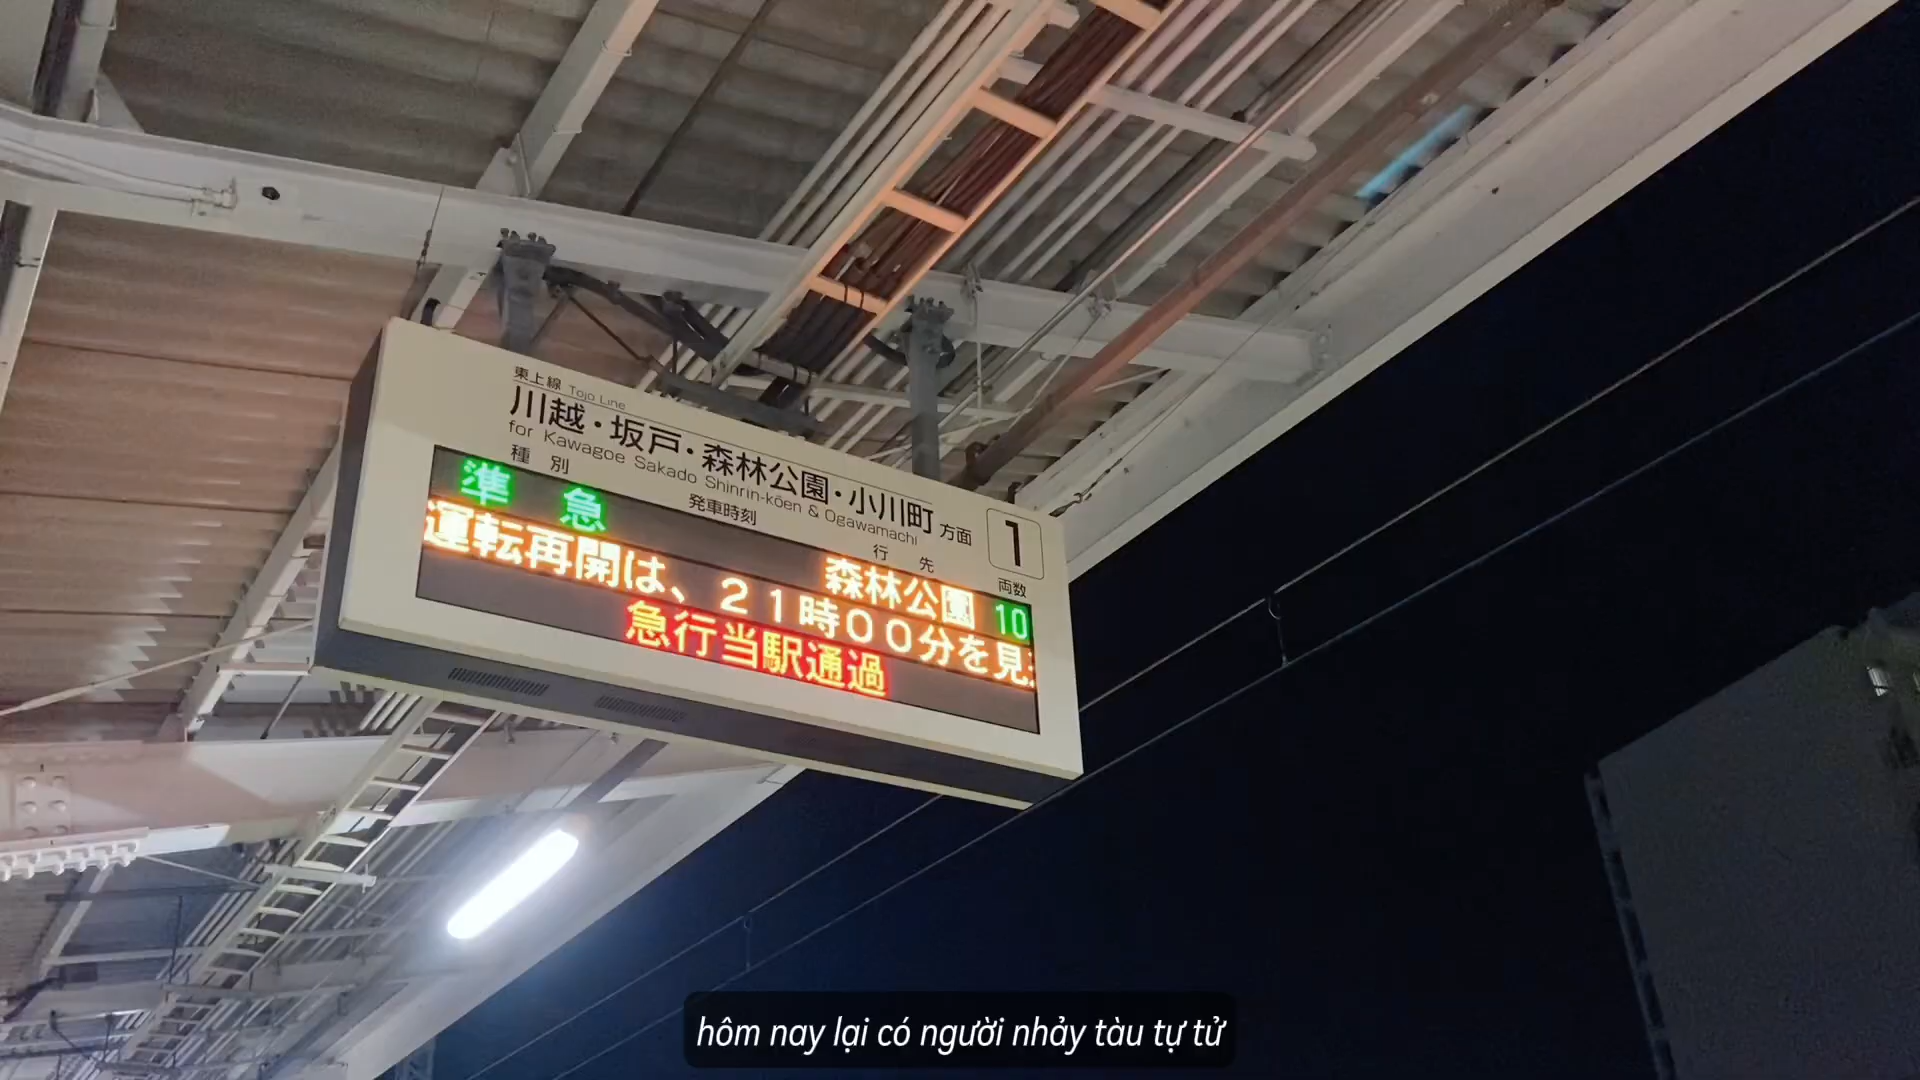 東上線 Tojo Line
川越・坂戸・森林公園・小川町 方面 1
for Kawagoe Sakado Shinrin-kōen & Ogawamachi
種別 発車時刻 行先 両数
準急 森林公園 10
運転再開は、21時00分を見
急行当駅通過
hôm nay lại có người nhảy tàu tự tử